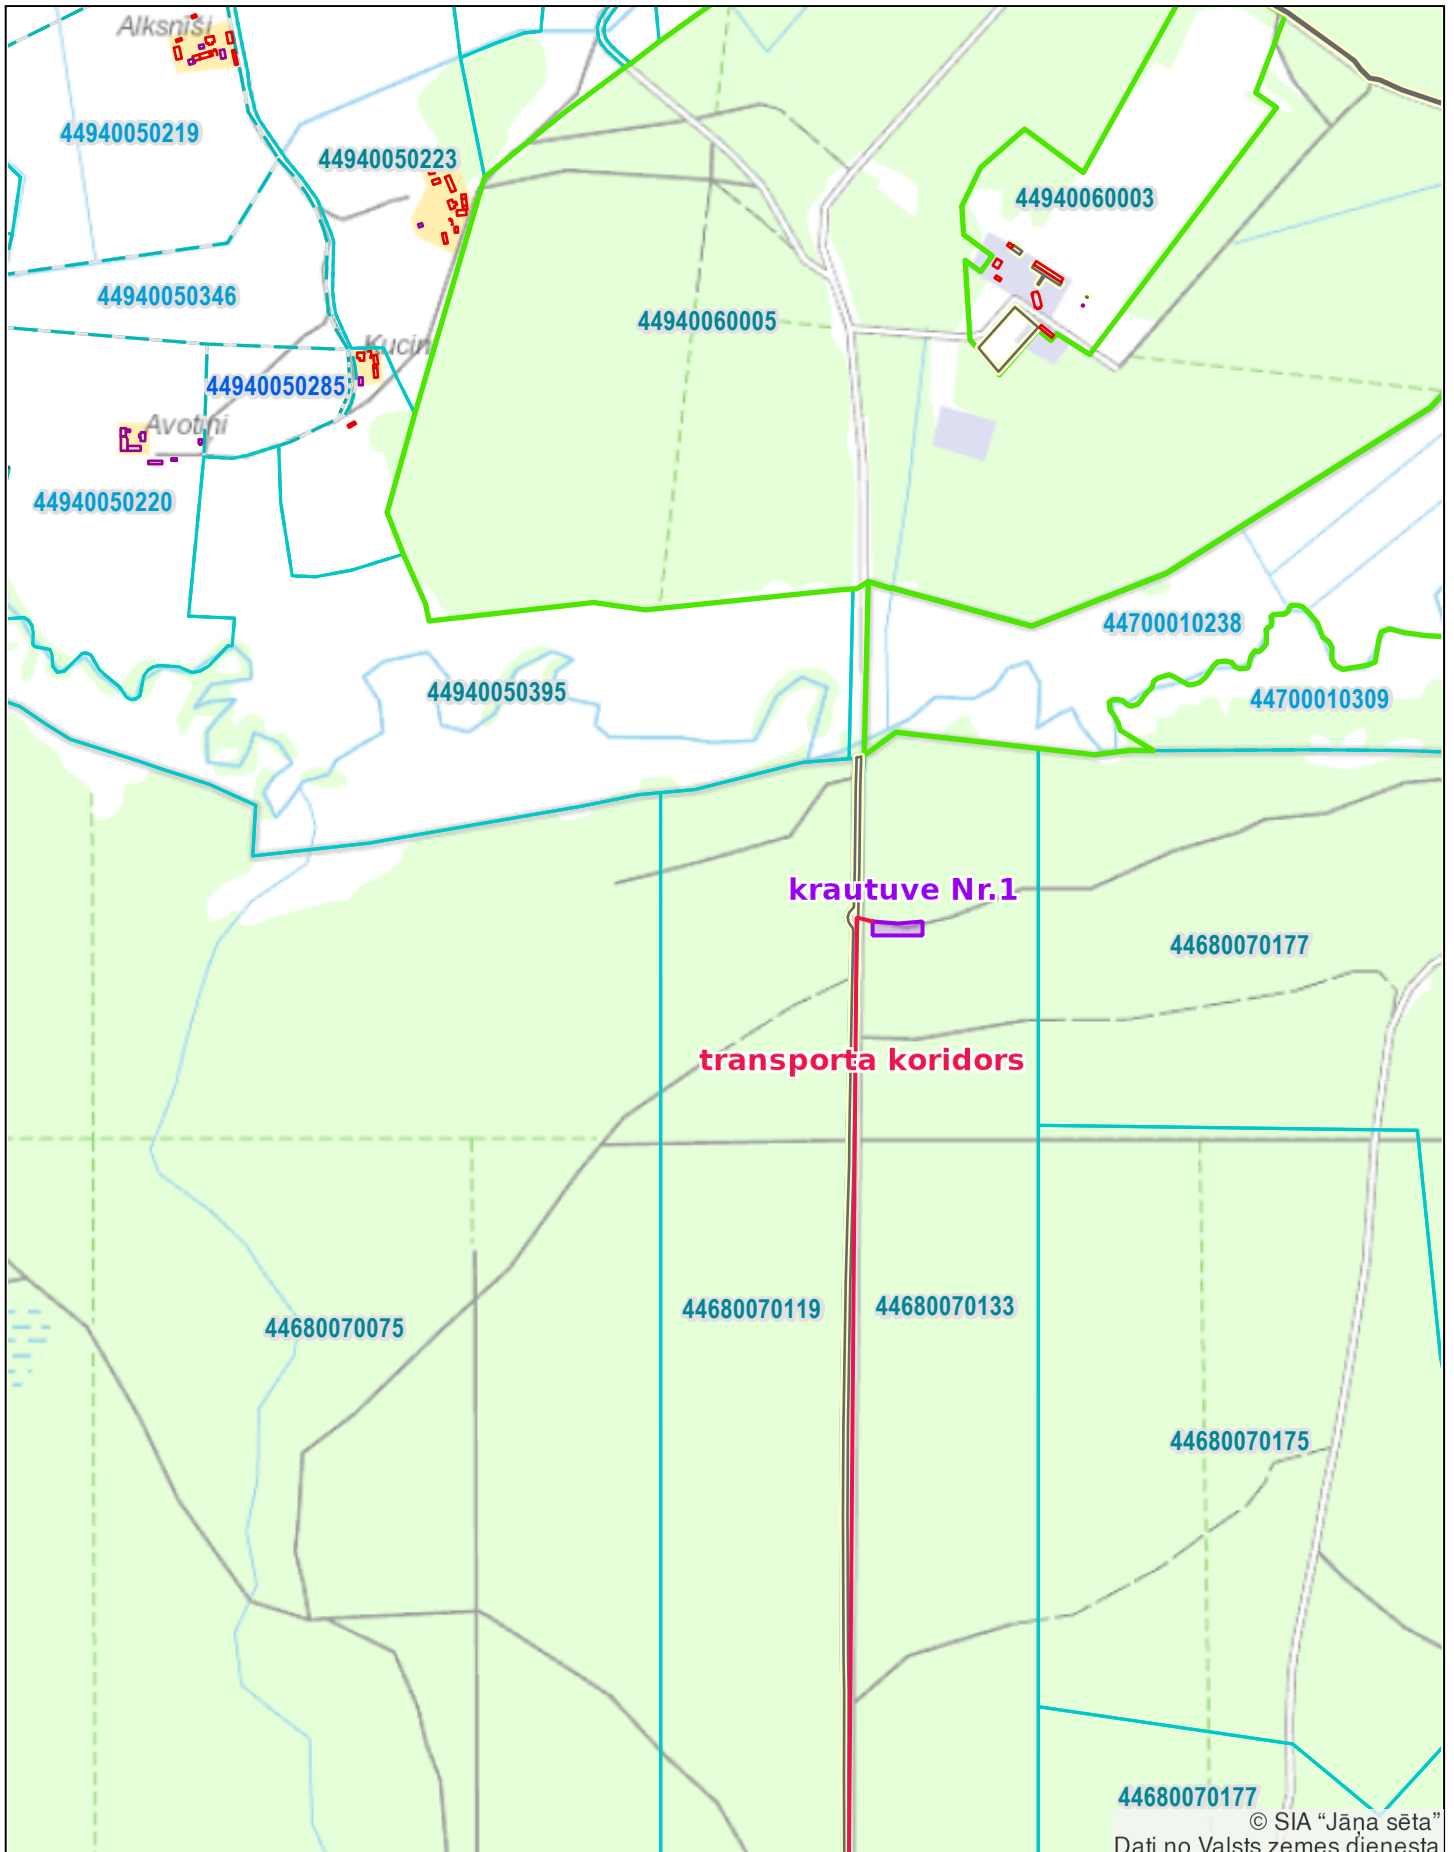 Alksnīši
44940050219
44940050223
44940060003
44940050346
44940060005
Kucin
44940050285
Avotiņi
44940050220
44700010238
44940050395
44700010309
krautuve Nr.1
44680070177
transporta koridors
44680070119
44680070133
44680070075
44680070175
44680070177
© SIA “Jāņa sēta”
Dati no Valsts zemes dienesta